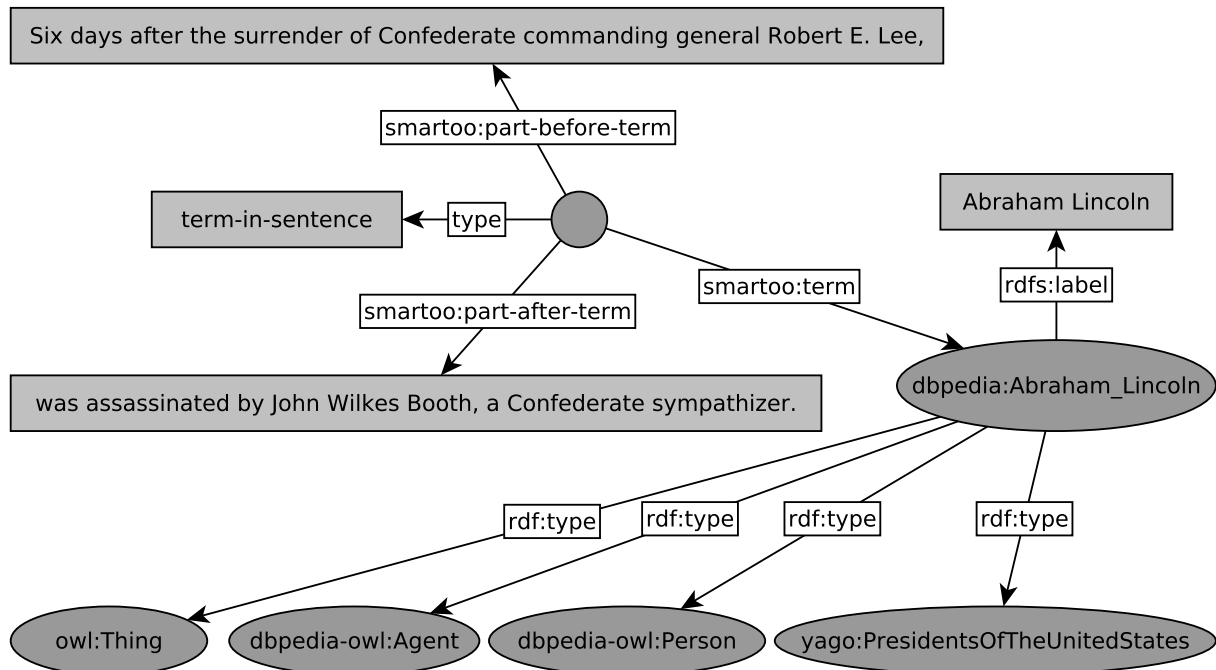 Six days after the surrender of Confederate commanding general Robert E. Lee,
smartoo:part-before-term
term-in-sentence
type
Abraham Lincoln
smartoo:term
rdfs:label
smartoo:part-after-term
dbpedia:Abraham_Lincoln
was assassinated by John Wilkes Booth, a Confederate sympathizer.
rdf:type
rdf:type
rdf:type
rdf:type
owl:Thing
dbpedia-owl:Agent
dbpedia-owl:Person
yago:PresidentsOfTheUnitedStates